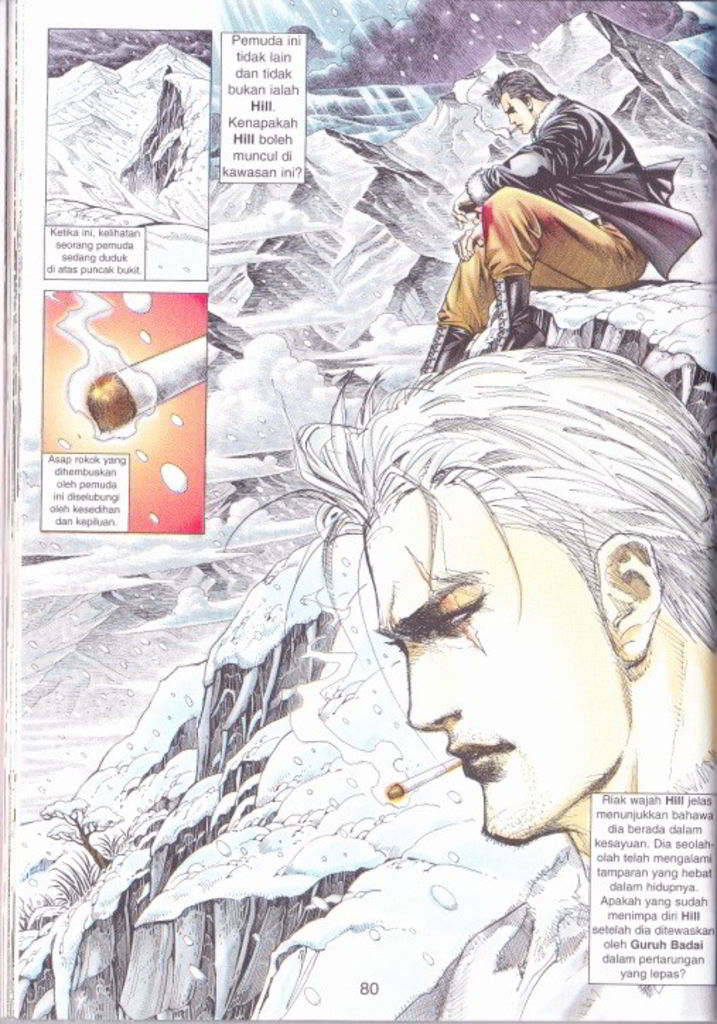 Ketika ini, kelihatan
seorang pemuda
sedang duduk
di atas puncak bukit.
Pemuda ini
tidak lain
dan tidak
bukan ialah
Hill.
Kenapakah
Hill boleh
muncul di
kawasan ini?
Asap rokok yang
dihembuskan
oleh pemuda
ini diselubungi
oleh kesedihan
dan kepiluan.
Riak wajah Hill jelas
menunjukkan bahawa
dia berada dalam
kesayuan. Dia seolah-
olah telah mengalami
tamparan yang hebat
dalam hidupnya.
Apakah yang sudah
menimpa diri Hill
setelah dia ditewaskan
oleh Guruh Badai
dalam pertarungan
yang lepas?
80